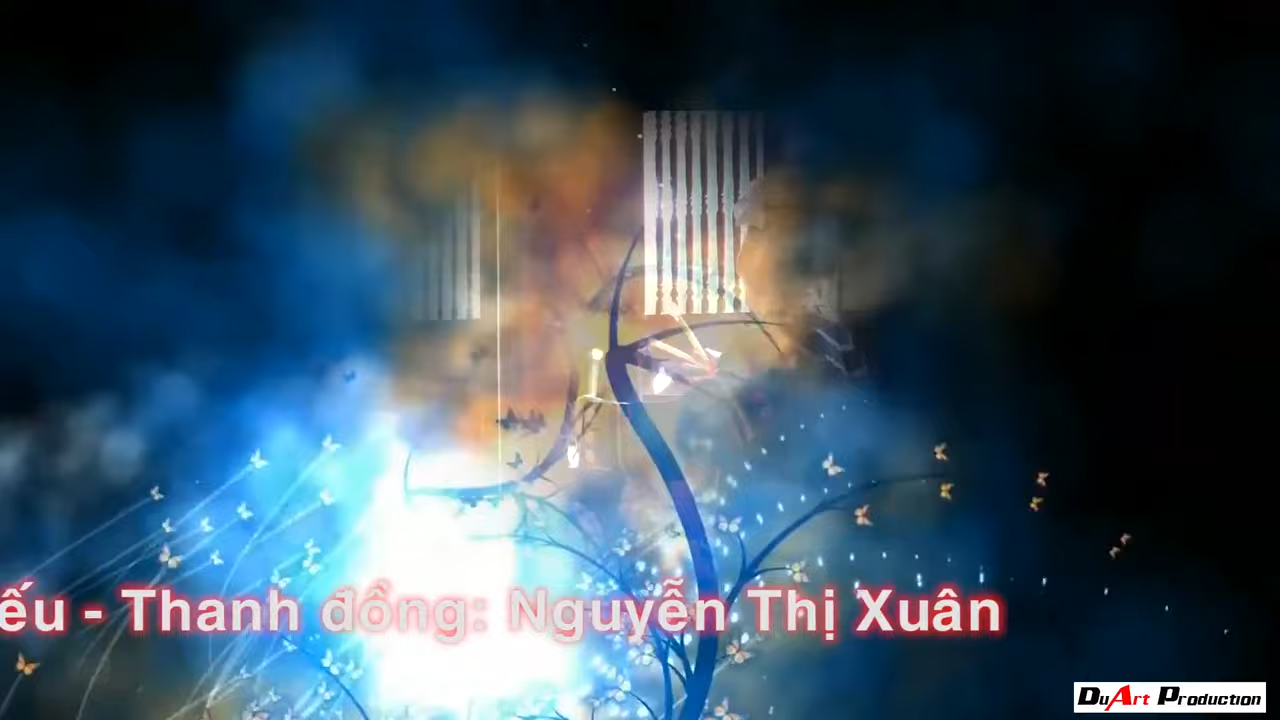 ếu - Thanh đồng: Nguyễn Thị Xuân
DuArt Production